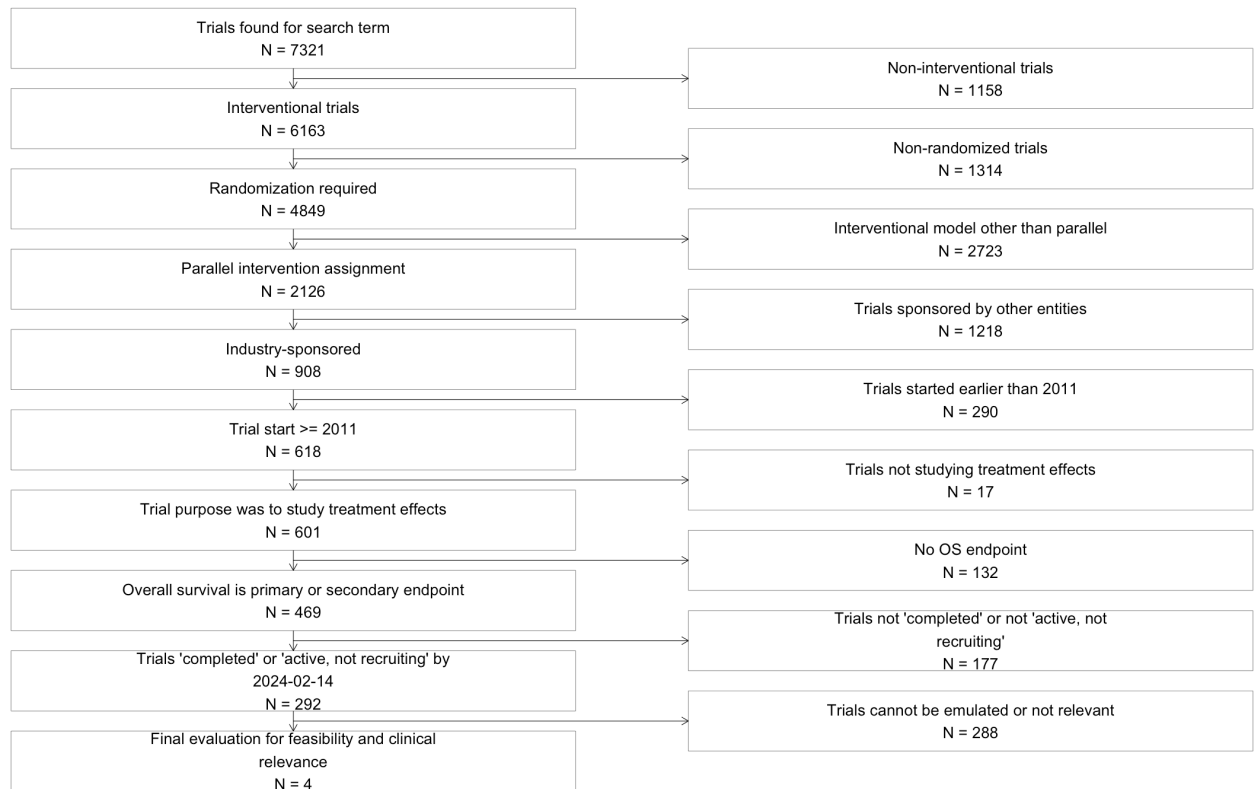 Trials found for search term
N = 7321
Non-interventional trials
N = 1158
Interventional trials
N = 6163
Non-randomized trials
N = 1314
Randomization required
N = 4849
Interventional model other than parallel
N = 2723
Parallel intervention assignment
N = 2126
Trials sponsored by other entities
N = 1218
Industry-sponsored
N = 908
Trials started earlier than 2011
N = 290
Trial start >= 2011
N = 618
Trials not studying treatment effects
N = 17
Trial purpose was to study treatment effects
N = 601
No OS endpoint
N = 132
Overall survival is primary or secondary endpoint
N = 469
Trials not 'completed' or not 'active, not
recruiting'
N = 177
Trials 'completed' or 'active, not recruiting' by
2024-02-14
N = 292
Trials cannot be emulated or not relevant
N = 288
Final evaluation for feasibility and clinical
relevance
N = 4